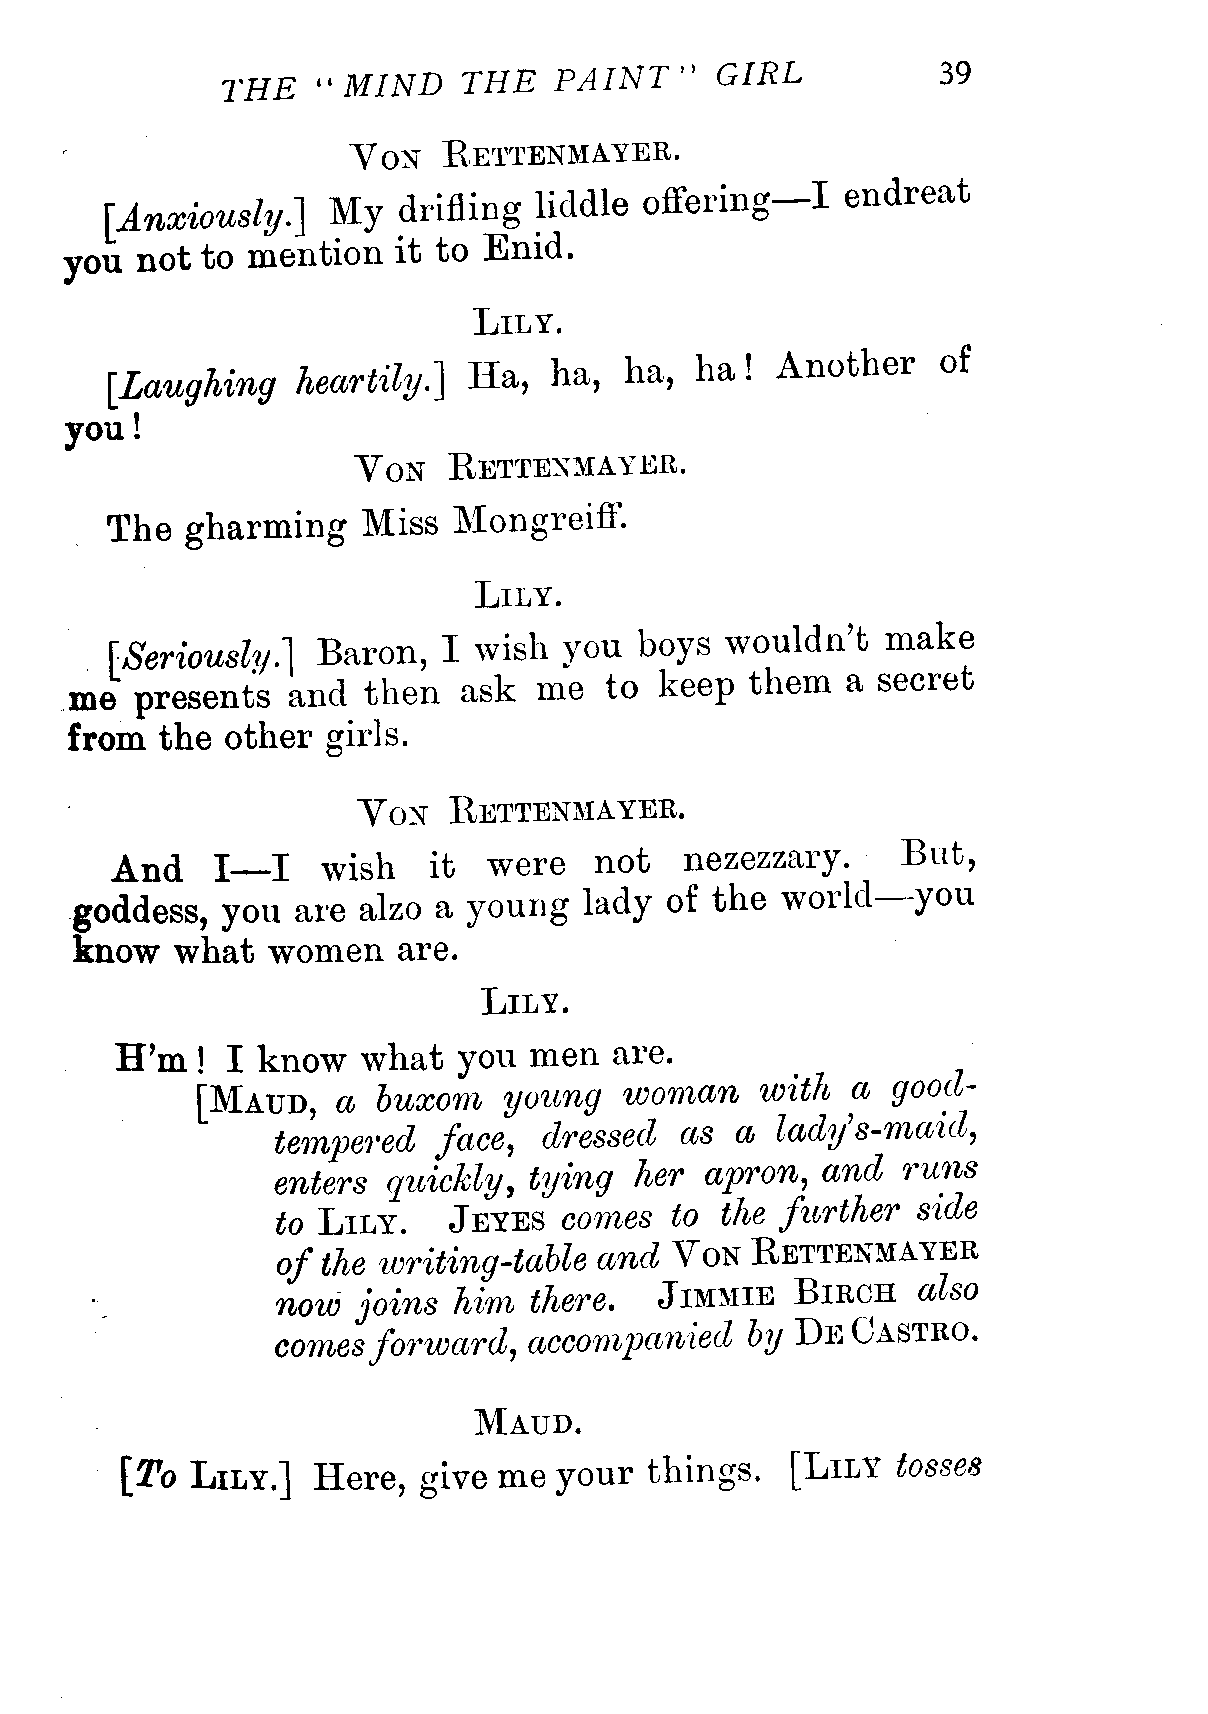 THE "MIND THE PAINT" GIRL 39
VON RETTENMAYER.
[Anxiously.] My drifling liddle offering—I endreat
you not to mention it to Enid.
LILY.
[Laughing heartily.] Ha, ha, ha, ha! Another of
you!
VON RETTENMAYER.
The gharming Miss Mongreiff.
LILY.
[Seriously.] Baron, I wish you boys wouldn't make
me presents and then ask me to keep them a secret
from the other girls.
VON RETTENMAYER.
And I—I wish it were not nezezzary. But,
goddess, you are alzo a young lady of the world—you
know what women are.
LILY.
H'm! I know what you men are.
[MAUD, a buxom young woman with a good-
tempered face, dressed as a lady's-maid,
enters quickly, tying her apron, and runs
to LILY. JEYES comes to the further side
of the writing-table and VON RETTENMAYER
now joins him there. JIMMIE BIRCH also
comes forward, accompanied by DE CASTRO.
MAUD.
[To LILY.] Here, give me your things. [LILY tosses